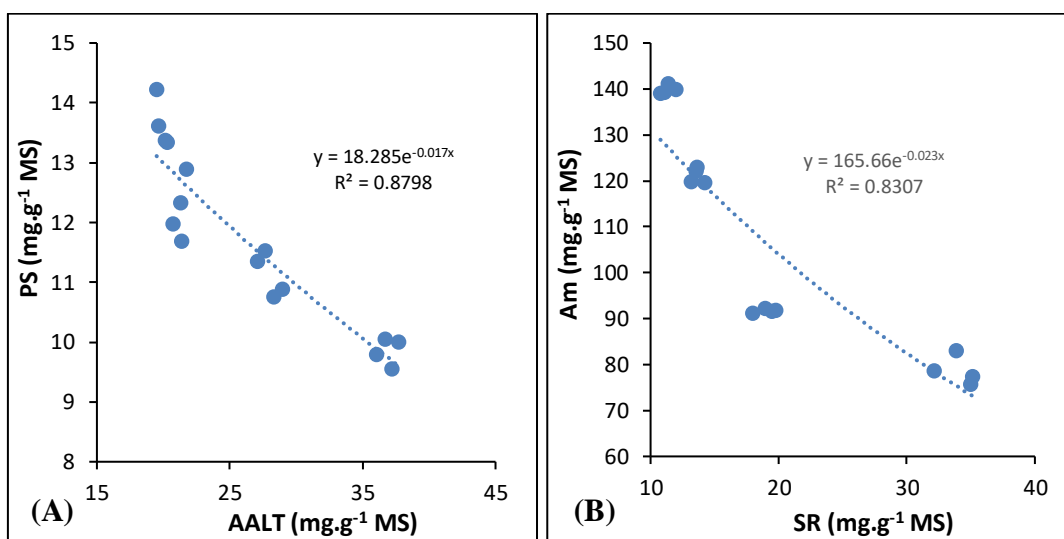 15
14
13
12
11
10
9
8
PS (mg.g⁻¹ MS)
y = 18.285e⁻⁰·⁰¹⁷ˣ
R² = 0.8798
15 25 35 45
(A) AALT (mg.g⁻¹ MS)
150
140
130
120
110
100
90
80
70
60
Am (mg.g⁻¹ MS)
y = 165.66e⁻⁰·⁰²³ˣ
R² = 0.8307
10 20 30 40
(B) SR (mg.g⁻¹ MS)